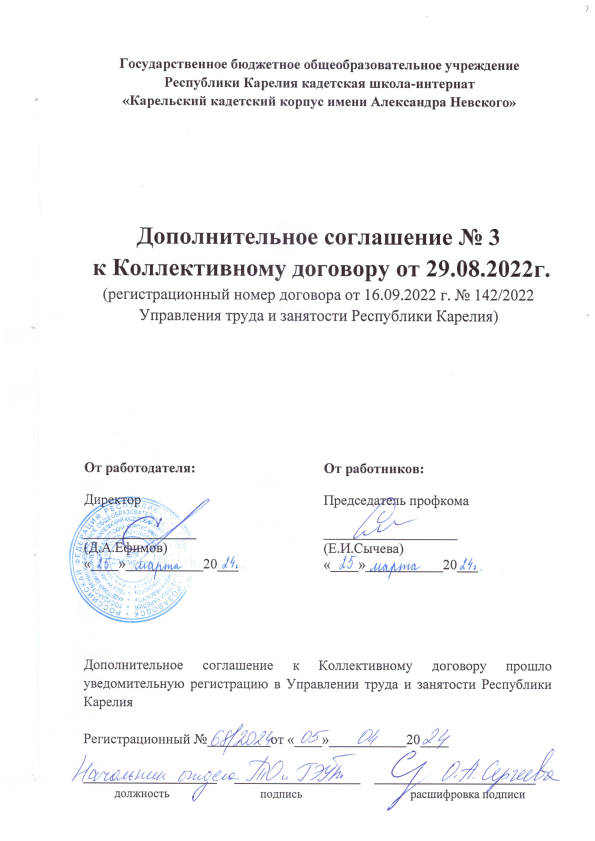 Государственное бюджетное общеобразовательное учреждение
Республики Карелия кадетская школа-интернат
«Карельский кадетский корпус имени Александра Невского»
Дополнительное соглашение № 3
к Коллективному договору от 29.08.2022г.
(регистрационный номер договора от 16.09.2022 г. № 142/2022
Управления труда и занятости Республики Карелия)
От работодателя:
Директор
(Д.А.Ефимов)
«25» марта 2024г.
От работников:
Председатель профкома
(Е.И.Сычева)
«25» марта 2024г.
Дополнительное соглашение к Коллективному договору прошло
уведомительную регистрацию в Управлении труда и занятости Республики
Карелия
Регистрационный № 68/2024 от «05» 04 2024
Начальник отдела ТО и О.А.Сергеева
должность подпись расшифровка подписи